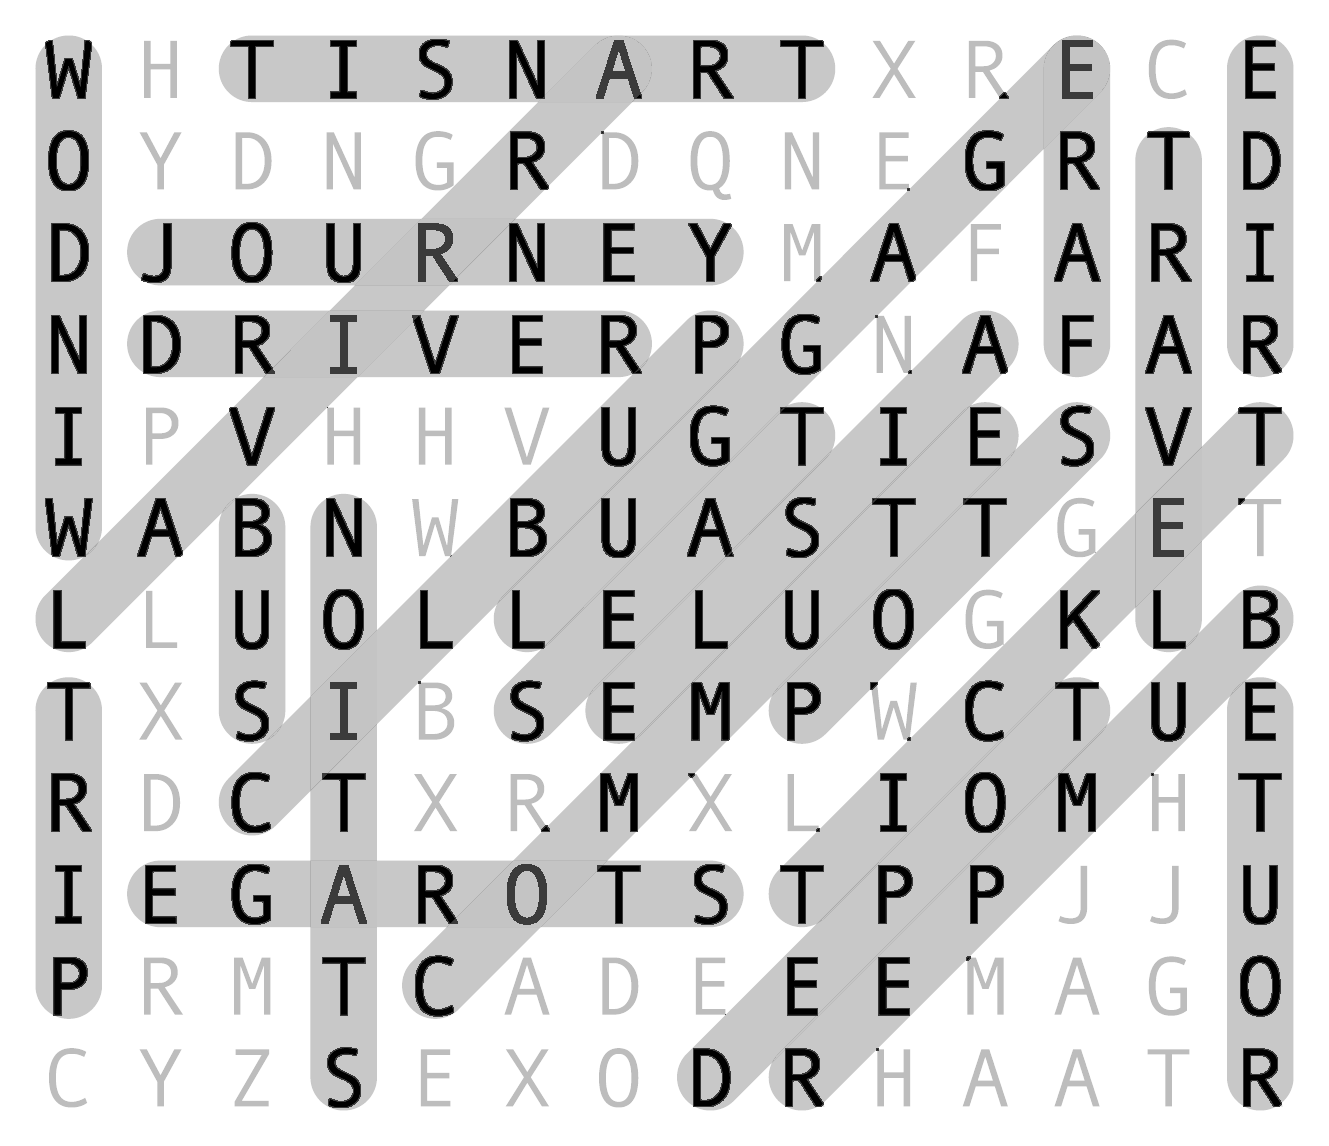 W H T I S N A R T X R E C E
O Y D N G R D Q N E G R T D
D J O U R N E Y M A F A R I
N D R I V E R P G N A F A R
I P V H H V U G T I E S V T
W A B N W B U A S T T G E T
L L U O L L E L U O G K L B
T X S I B S E M P W C T U E
R D C T X R M X L I O M H T
I E G A R O T S T P P J J U
P R M T C A D E E E M A G O
C Y Z S E X O D R H A A T R